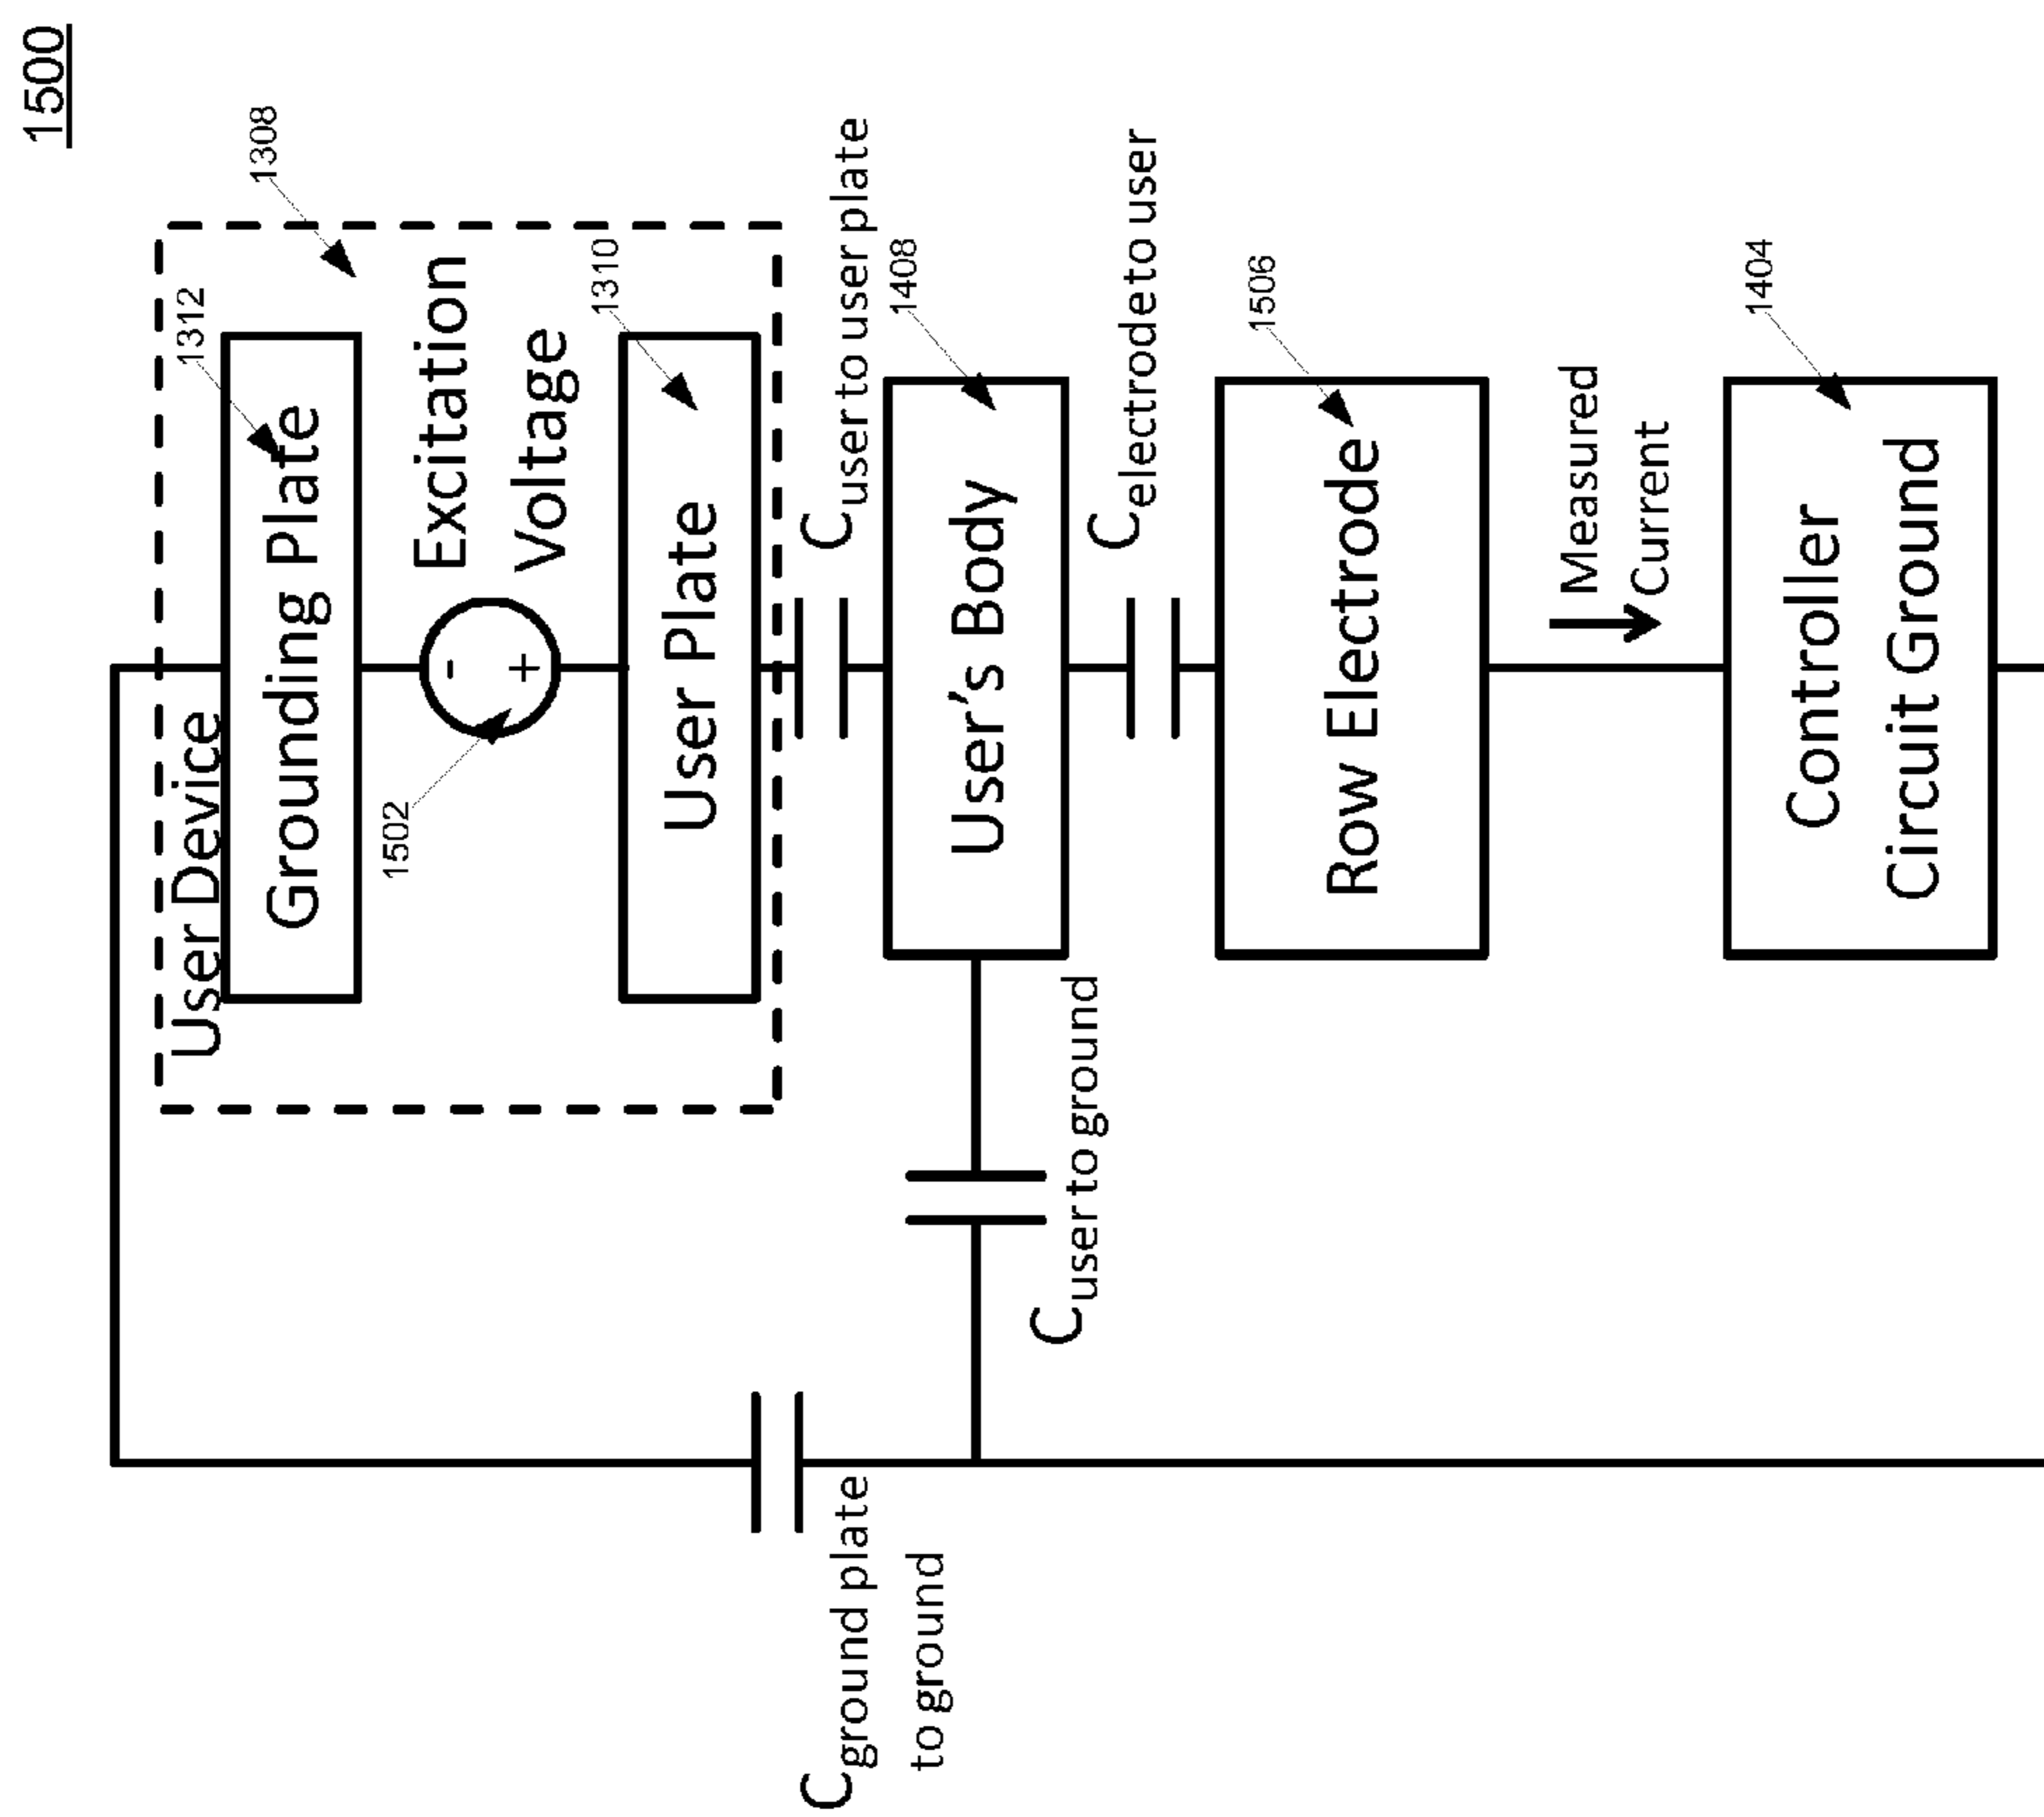 1500
1308
1312
User Device
Grounding Plate
Excitation
Voltage
-
+
1502
1310
User Plate
Cuser to user plate
1408
User's Body
Celectrode to user
Cuser to ground
Cground plate
to ground
1506
Row Electrode
Measured
Current
1404
Controller
Circuit Ground